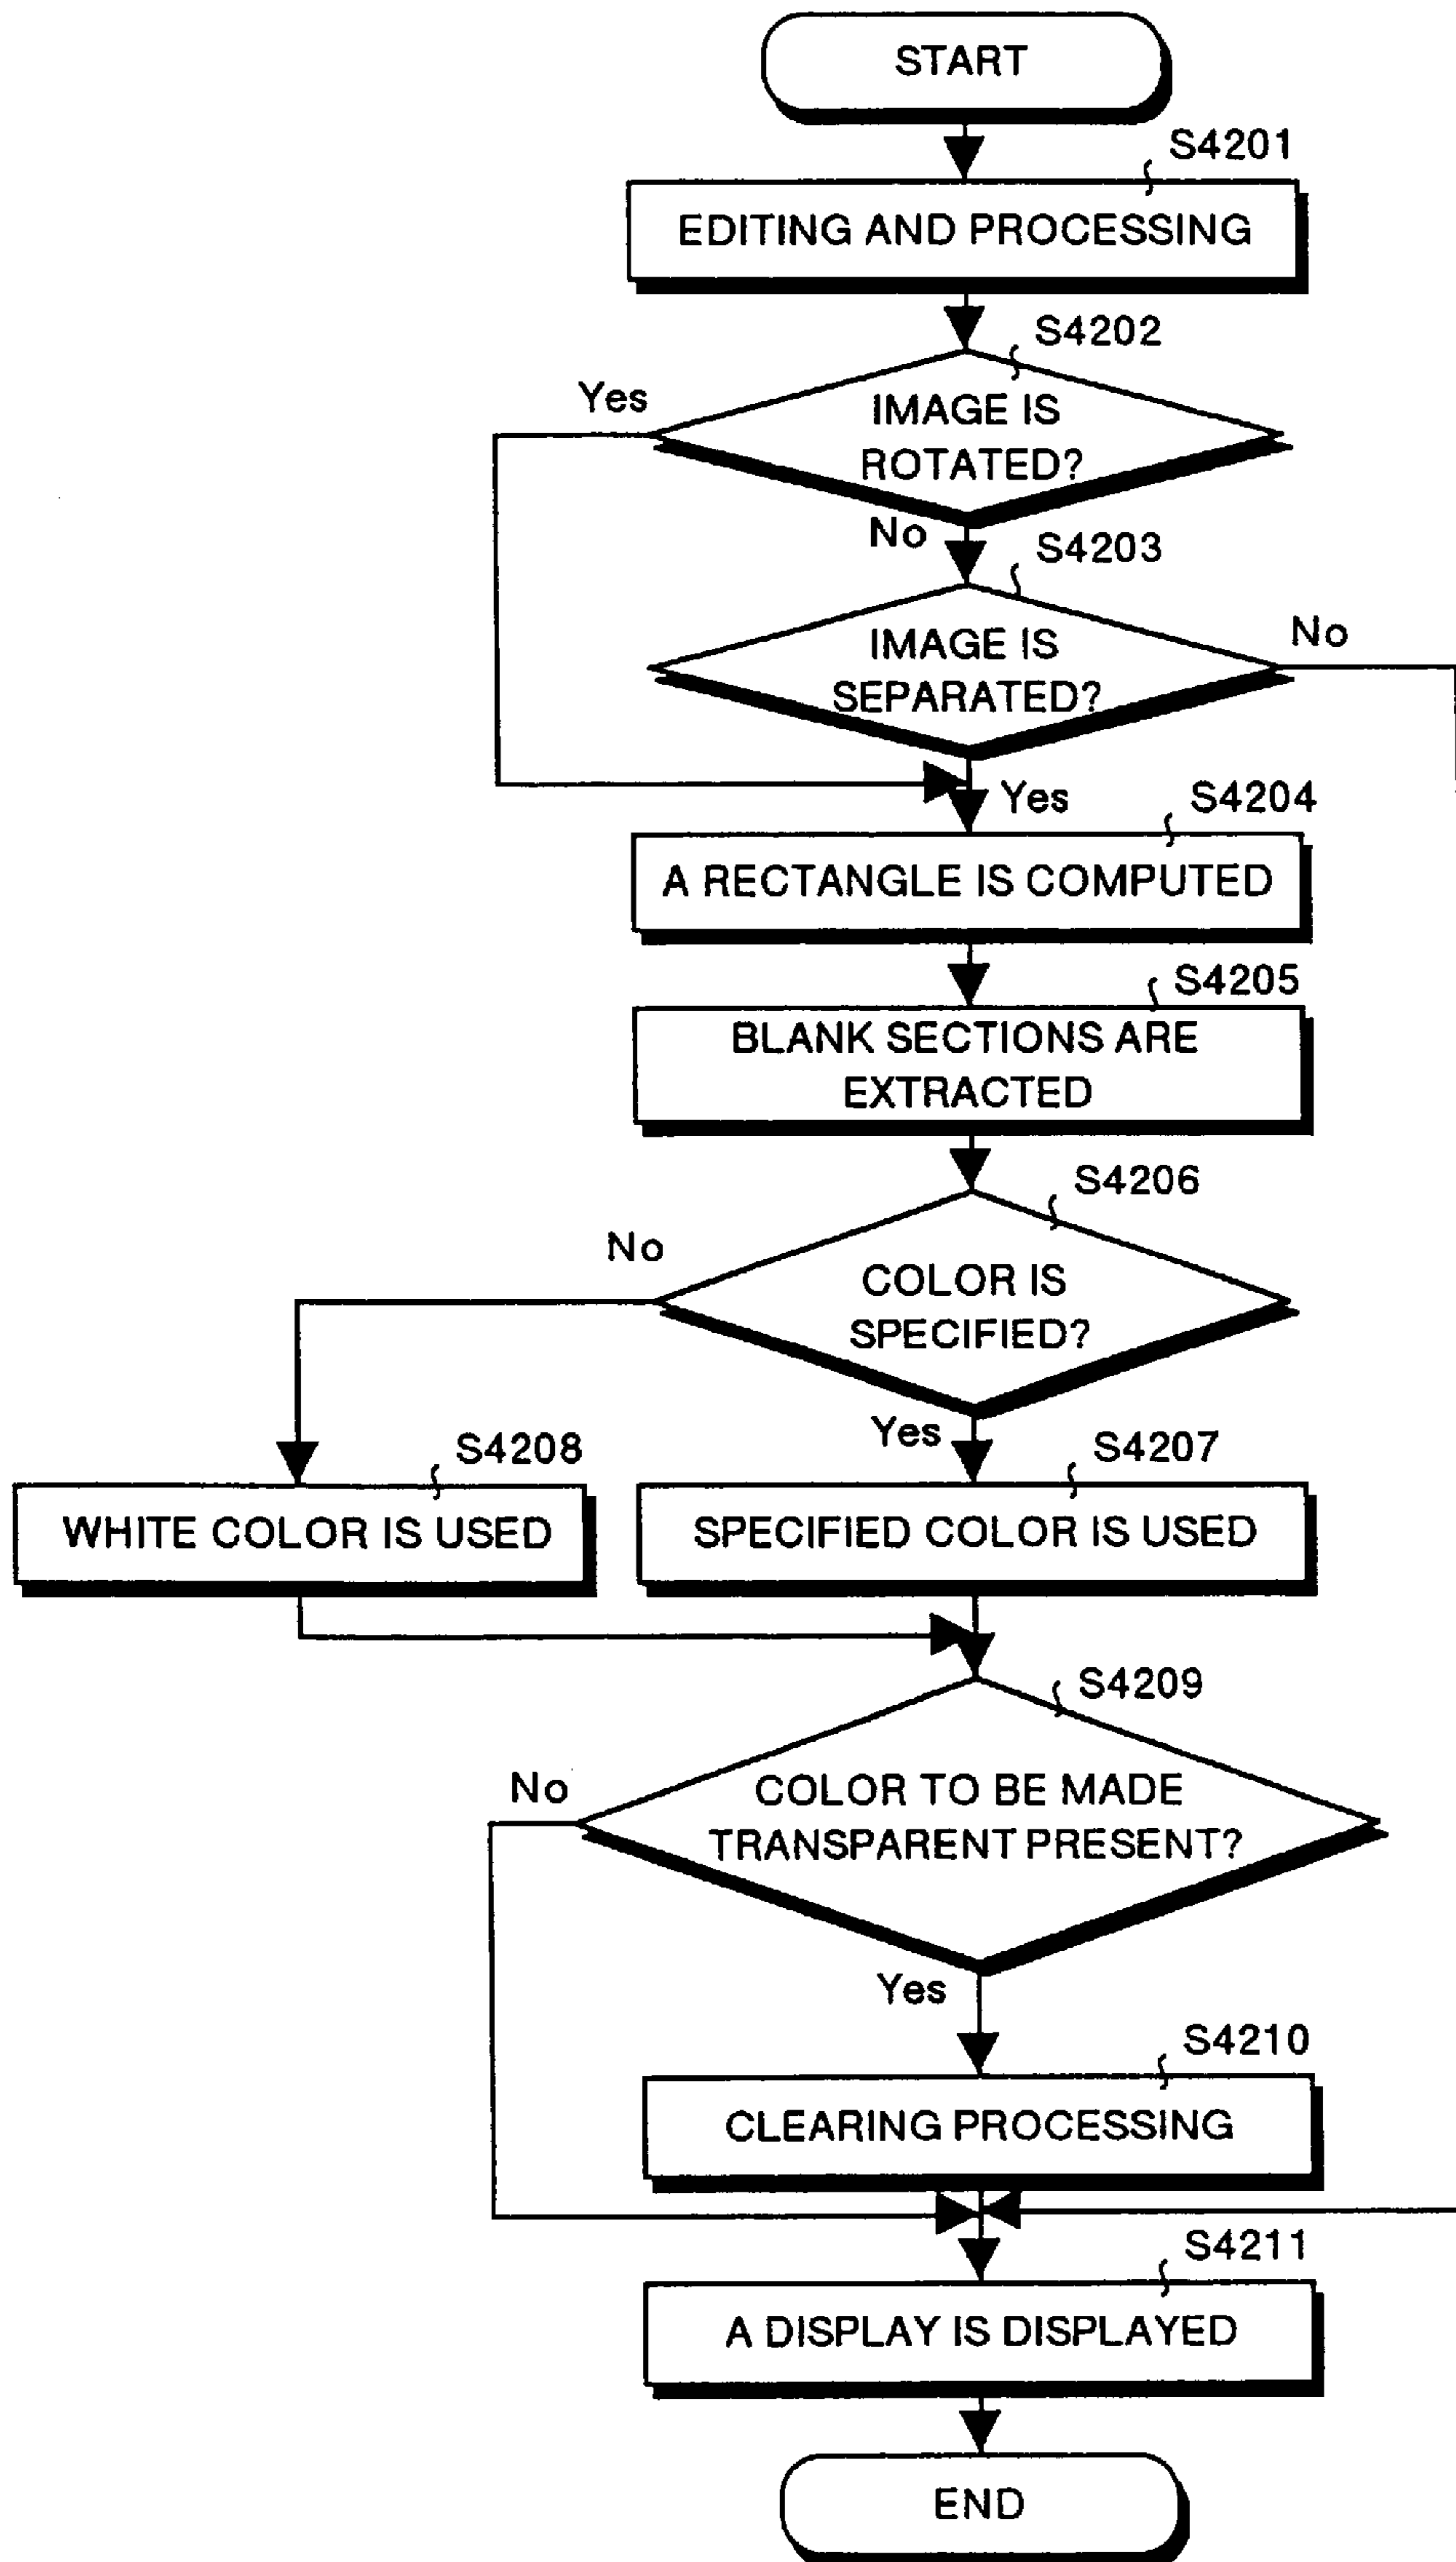 START
S4201
EDITING AND PROCESSING
S4202
Yes
IMAGE IS
ROTATED?
No
S4203
IMAGE IS
SEPARATED?
No
Yes
S4204
A RECTANGLE IS COMPUTED
S4205
BLANK SECTIONS ARE
EXTRACTED
S4206
No
COLOR IS
SPECIFIED?
Yes
S4208
S4207
WHITE COLOR IS USED
SPECIFIED COLOR IS USED
S4209
No
COLOR TO BE MADE
TRANSPARENT PRESENT?
Yes
S4210
CLEARING PROCESSING
S4211
A DISPLAY IS DISPLAYED
END